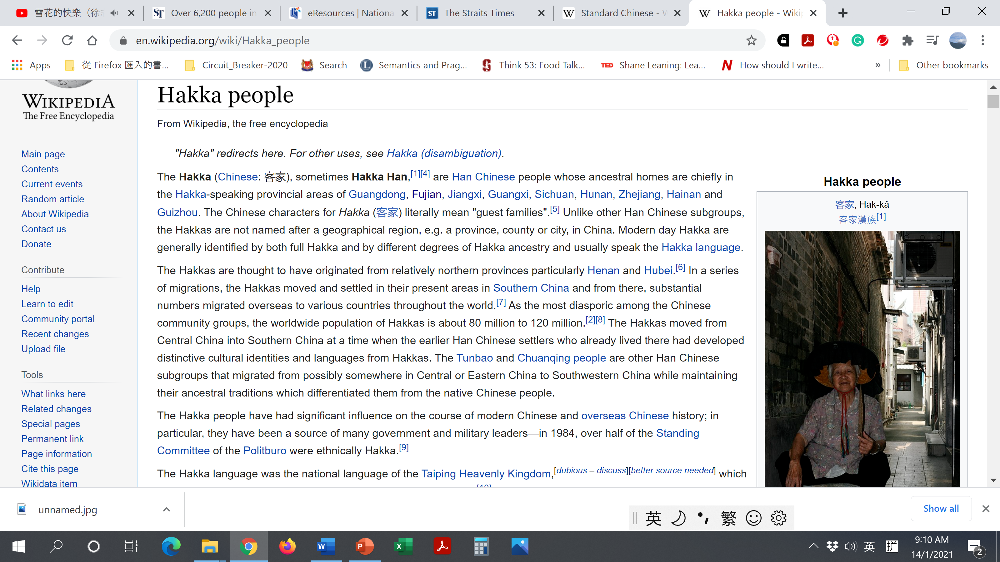 雪花的快樂（徐志
Over 6,200 people in
eResources | Nationa
The Straits Times
Standard Chinese - W
Hakka people - Wikip
en.wikipedia.org/wiki/Hakka_people
Apps
從 Firefox 匯入的書...
Circuit_Breaker-2020
Search
Semantics and Prag...
Think 53: Food Talk...
TED
Shane Leaning: Lea...
How should I write...
»
Other bookmarks
WIKIPEDIA
The Free Encyclopedia
Main page
Contents
Current events
Random article
About Wikipedia
Contact us
Donate
Contribute
Help
Learn to edit
Community portal
Recent changes
Upload file
Tools
What links here
Related changes
Special pages
Permanent link
Page information
Cite this page
Wikidata item
Hakka people
From Wikipedia, the free encyclopedia
"Hakka" redirects here. For other uses, see Hakka (disambiguation).
The Hakka (Chinese: 客家), sometimes Hakka Han,[1][4] are Han Chinese people whose ancestral homes are chiefly in
the Hakka-speaking provincial areas of Guangdong, Fujian, Jiangxi, Guangxi, Sichuan, Hunan, Zhejiang, Hainan and
Guizhou. The Chinese characters for Hakka (客家) literally mean "guest families".[5] Unlike other Han Chinese subgroups,
the Hakkas are not named after a geographical region, e.g. a province, county or city, in China. Modern day Hakka are
generally identified by both full Hakka and by different degrees of Hakka ancestry and usually speak the Hakka language.
The Hakkas are thought to have originated from relatively northern provinces particularly Henan and Hubei.[6] In a series
of migrations, the Hakkas moved and settled in their present areas in Southern China and from there, substantial
numbers migrated overseas to various countries throughout the world.[7] As the most diasporic among the Chinese
community groups, the worldwide population of Hakkas is about 80 million to 120 million.[2][8] The Hakkas moved from
Central China into Southern China at a time when the earlier Han Chinese settlers who already lived there had developed
distinctive cultural identities and languages from Hakkas. The Tunbao and Chuanqing people are other Han Chinese
subgroups that migrated from possibly somewhere in Central or Eastern China to Southwestern China while maintaining
their ancestral traditions which differentiated them from the native Chinese people.
The Hakka people have had significant influence on the course of modern Chinese and overseas Chinese history; in
particular, they have been a source of many government and military leaders—in 1984, over half of the Standing
Committee of the Politburo were ethnically Hakka.[9]
The Hakka language was the national language of the Taiping Heavenly Kingdom,[dubious – discuss][better source needed] which
[10]
Hakka people
客家, Hak-kâ
客家漢族[1]
unnamed.jpg
英 繁
Show all
英 拼
9:10 AM
14/1/2021
2